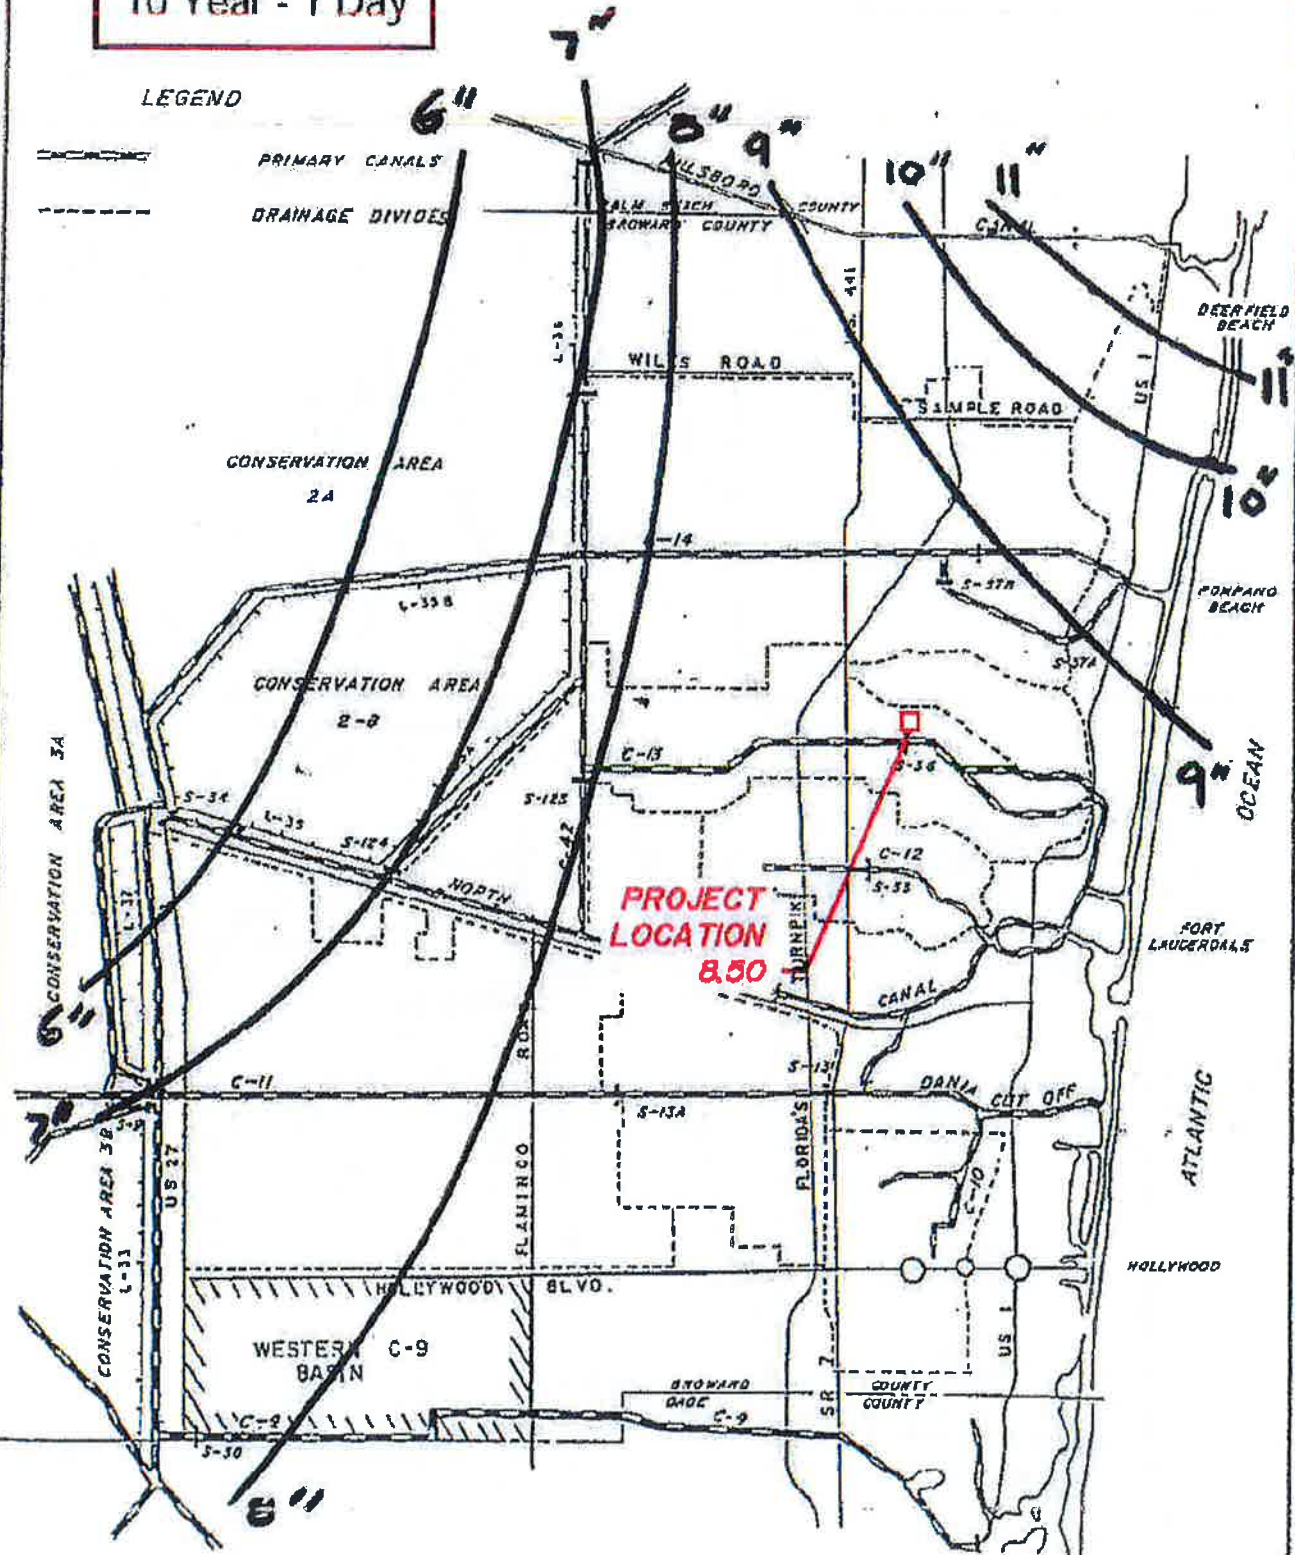 10 Year - 1 Day
LEGEND
PRIMARY CANALS
DRAINAGE DIVIDES
6"
7"
8"
9"
10"
11"
COUNTY
BROWARD COUNTY
CANAL
441
L-36
WILES ROAD
SAMPLE ROAD
US 1
DEERFIELD
BEACH
11"
10"
CONSERVATION AREA
2A
L-35B
S-37B
S-37A
POMPANO
BEACH
CONSERVATION AREA
2-B
CONSERVATION AREA 3A
C-13
S-36
9"
OCEAN
S-34
L-35
S-124
S-125
C-42
NORTH
C-12
S-33
L-37
PROJECT
LOCATION
8.50
TURNPIKE
FORT
LAUDERDALE
CANAL
6"
ROAD
C-11
S-13
DANIA CUT OFF
S-13A
7"
S-9
CONSERVATION AREA 3B
L-33
US 27
FLAMINGO
FLORIDA'S
C-10
ATLANTIC
HOLLYWOOD BLVD.
HOLLYWOOD
WESTERN C-9
BASIN
US 1
SR 7
BROWARD COUNTY
DADE COUNTY
C-9
C-9
S-30
8"